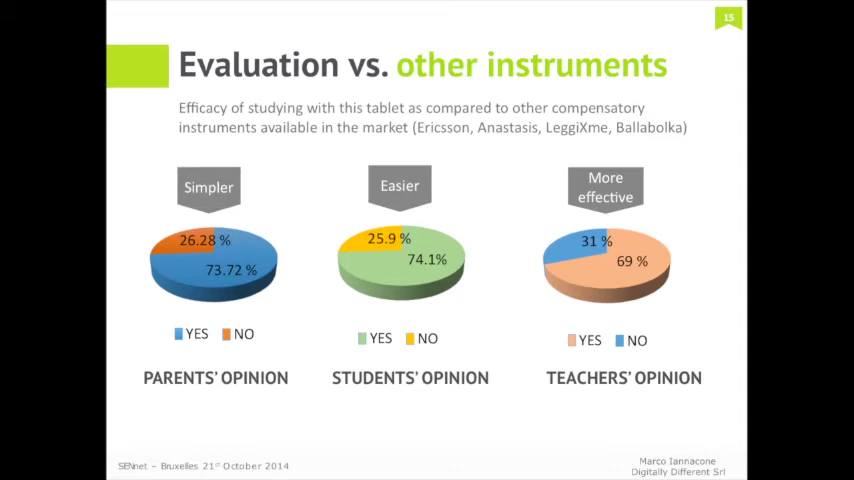 15
Evaluation vs. other instruments
Efficacy of studying with this tablet as compared to other compensatory
instruments available in the market (Ericsson, Anastasis, LeggiXme, Ballabolka)
Simpler
26.28 %
73.72 %
YES NO
PARENTS' OPINION
Easier
25.9 %
74.1%
YES NO
STUDENTS' OPINION
More
effective
31 %
69 %
YES NO
TEACHERS' OPINION
SENnet – Bruxelles 21st October 2014
Marco Iannacone
Digitally Different Srl